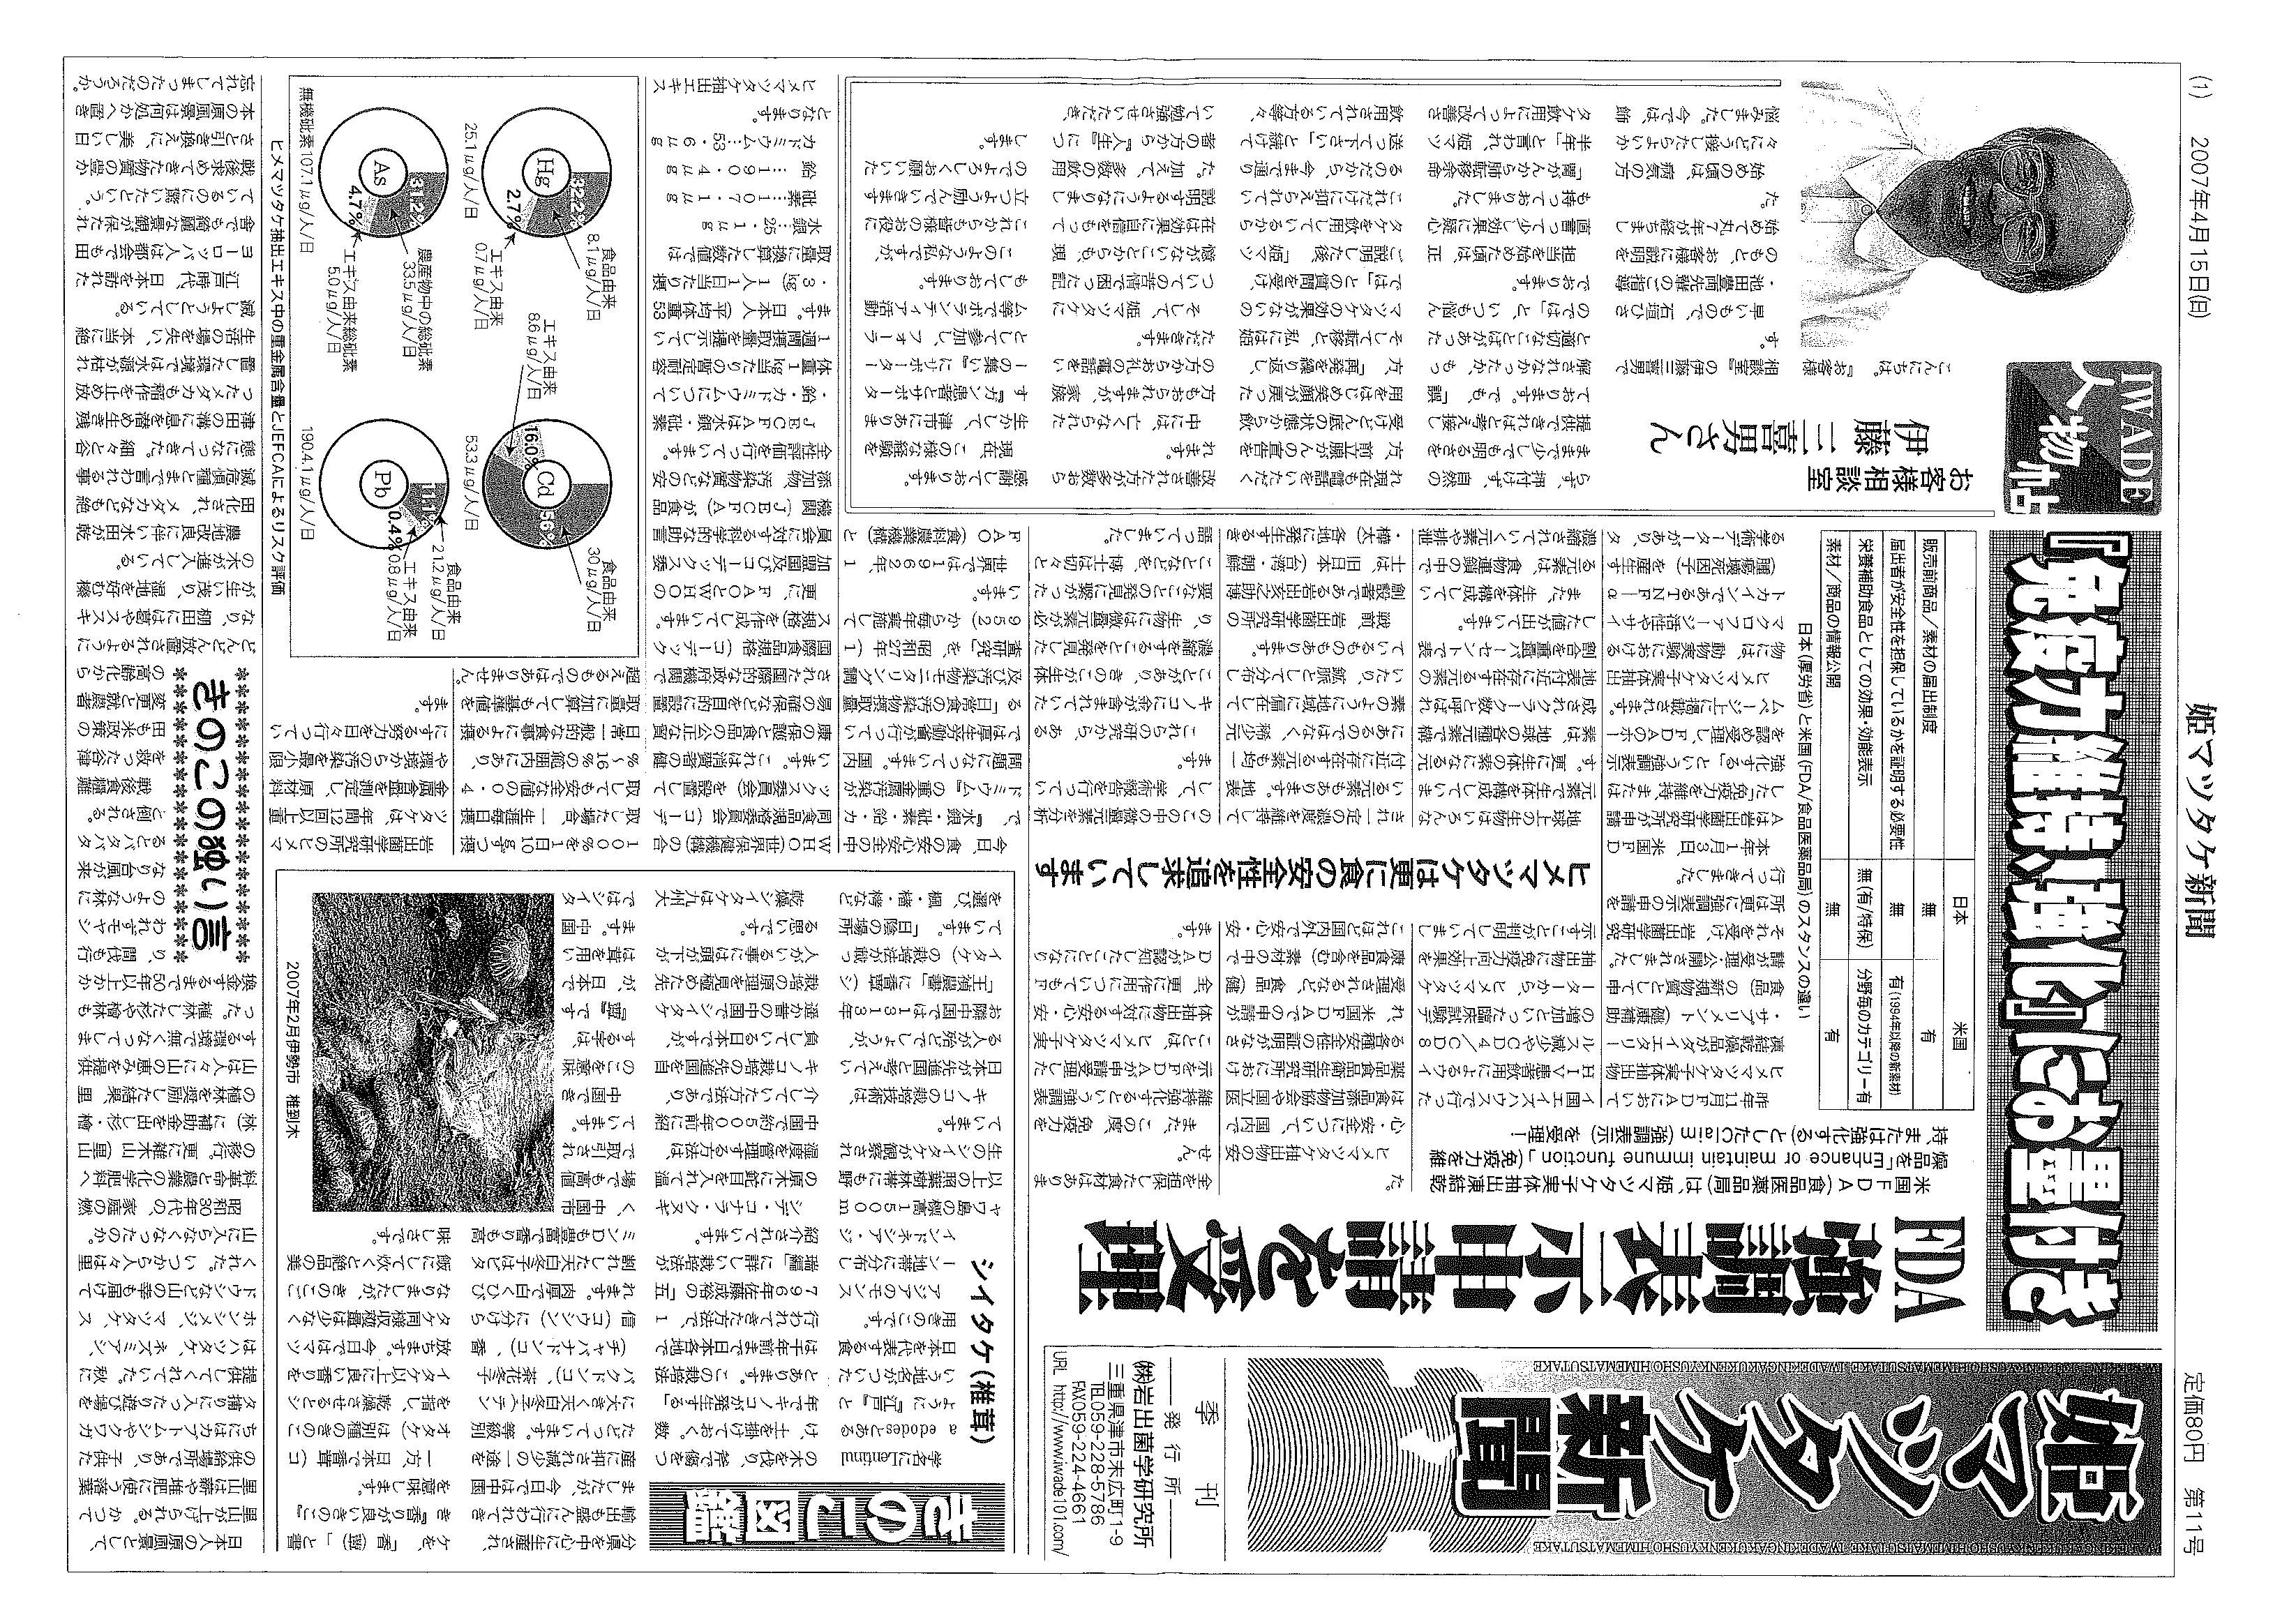 (1)　2007年4月15日(日)
姫マツタケ新聞
定価80円　第11号
姫マツタケ新聞
季　刊
発行所
㈱岩出菌学研究所
三重県津市末広町1-9
TEL059-228-5786
FAX059-224-4661
URL http://www.iwade101.com/
『免疫力維持、強化』にお墨付き
FDA 強調表示申請を受理
米国FDA(食品医薬品局)は、姫マツタケ子実体抽出凍結乾
燥品を「Enhance or maintain immune function」(免疫力を維
持、または強化する)としたClaim(強調表示)を受理！
日本　米国
販売前商品／素材の届出制度　無　有
届出者が安全性を担保しているかを証明する必要性　無　有(1994年以降の新素材)
栄養補助食品としての効果・効能表示　無(有/特保)　分野毎のカテゴリー有
素材／商品の情報公開　無　有
日本(厚労省)と米国(FDA/食品医薬品局)のスタンスの違い
昨年11月FDAにおいて
ヒメマツタケ子実体抽出物
凍結乾燥品がダイエタリー
・サプリメント(健康補助
食品)の新規物質として申
請が受理・公開されました。
それを受け、岩出菌学研究
所は更に強調表示の申請を
行ってきました。
本年1月3日、米国FD
Aは岩出菌学研究所が申請
した「免疫力を維持、または
強化する」という強調表示
を認め受理し、FDAのホー
ムページ上に掲載されます。
ヒメマツタケ子実体抽出
物には、動物実験における
マクロファージ活性やサイ
トカインであるTNF－α
(腫瘍壊死因子)を産生す
る学術データーがあり、タ
イ国エイズハウスで行った
HIV患者飲用によるウイ
ルス減少やCD4／CD8
の増加といった臨床試験デ
ーターから、ヒメマツタケ
抽出物に免疫力向上効果を
示すことが判明していまし
た。
ヒメマツタケ抽出物の安
心・安全について、国内で
は食品添加物協会や国立医
薬品食品衛生研究所におけ
る各種安全性の証明がなさ
れ、米国FDAでの申請が
受理されるなど、食品(健
康食品を含む)素材の中で
これほど国内外で安心・安
全を担保した食材はありま
せん。
また、この度、免疫力を
維持強化するという強調表
示をFDAが申請受理した
ことは、ヒメマツタケ子実
体抽出物に対する安心・安
全、更に作用についてもF
DAが認知したことになり
ます。
ヒメマツタケは更に食の安全性を追求しています
地球上の生物はいろんな
元素で生体を構成していま
す。更に生体の素になる元
素は、地球の各種元素で構
成されクラーク数と呼ばれ
地表付近に存在する元素の
割合を重量パーセントで表
した値が出ています。
また、生体を構成してい
る元素は、食物連鎖の中で
濃縮されていく元素や排泄
され一定の濃度を維持して
いる元素もあります。地表
付近に存在する元素も均一
にあるのではなく、稀少元
素のように地域に偏在して
いたり、鉱脈として分布し
ているものもあります。
戦前、岩出菌学研究所の
創設者である岩出亥之助博
士は、旧日本(台湾・朝鮮
・樺太)各地に発生するき
のこの中の微量元素を分析
して、学術報告を行ってい
ます。
これらの研究から、ある
キノコに金が含まれていた
ことがあり、きのこが生体
濃縮をすることを発見した
り、生物には微量元素が必
要なことの発見に繋がった
ことなどを、博士は切々と
語っていました。
今日、食の安心安全の中
で、『水銀・砒素・鉛・カ
ドミウム』の重金属汚染が
問題になっています。国内
では厚生労働省が行ってい
る「日常食の汚染物摂取量
及び汚染物モニタリング調
査研究」を、昭和27年(1
952)から毎年実施して
います。
世界では1962年、
FAO(食料農業機構)と
WHO(世界保健機構)の合
同食品規格委員会(コーデ
ックス委員会)を設置して
います。これは消費者の健
康の保護と食品の公正な貿
易の確保などを目的に設置
された国際的な政府機関で
国際食品規格(コーデック
ス規格)を作成しています。
更に、FAOとWHOの
加盟国及びコーデックス委
員会に対する科学的な助言
機関(JECFA)が食品
添加物、汚染物質などの安
全性評価を行っています。
JECFAは水銀・砒素
・鉛・カドミウムについて
体重1kg当たりの暫定耐容
1週間摂取量を提示してい
ます。日本人(平均体重53
・3kg)1人1日当たり摂
取量に換算した数値では
水銀…25・1μg
砒素…107・1μg
鉛…190・4μg
カドミウム…53・6μg
となります。
ヒメマツタケ抽出エキス
100%を1日10gずつ摂
取した場合、一生涯毎日摂
取しても安全な値の0・4
%～16%の範囲内にあり、
日常一般的な食事による摂
取量に加算しても基準値を
超えるものではありません。
岩出菌学研究所のヒメマ
ツタケは、年間12回以上重
金属含量を測定し、原材料
や環境からの汚染を最小限
にする努力を日々行ってい
ます。
Hg
食品由来
8.1μg/人/日
32.2%
2.7%
エキス由来
0.7μg/人/日
25.1μg/人/日
Cd
食品由来
30μg/人/日
56%
エキス由来
8.6μg/人/日
16.0%
53.3μg/人/日
As
31.2%
農産物中の総砒素
33.5μg/人/日
4.7%
エキス由来総砒素
5.0μg/人/日
無機砒素107.1μg/人/日
Pb
食品由来
21.2μg/人/日
11.1%
エキス由来
0.4%
0.8μg/人/日
190.4.1μg/人/日
ヒメマツタケ抽出エキス中の重金属含量とJEFCAによるリスク評価
IWADE
人物帖
お客様相談室
伊藤 三喜男さん
こんにちは。『お客様
相談室』の伊藤三喜男で
す。
早いもので、石垣ひさ
・池田豊両先輩のご指導
のもと、お客様に説明を
始めて丸7年が経ちまし
た。
始めの頃は、病気の方
々にどう接したらよいか
悩みました。今では、飾
らず、押付けず、自然の
ままで少しでも明るさを
提供できればと考え接し
ております。でも、「誤
解されなかったか、もっ
と適切なことばがあった
のでは」と、いつも悩ん
でおります。
担当を始めた頃は、正
直言って少し効果に疑心
も持っておりました。
「胃がんから肺転移余命
半年」と言われ、姫マツ
タケ飲用によって改善さ
れ現在も電話をいただく
方、前立腺がんの宣告を
受けどん底の状態から飲
用をはじめ笑顔が戻った
方、「再発を繰り返し、
そして転移と、私には姫
マツタケの効果がないの
では」との質問を受け、
ご説明した後、「姫マツ
タケを飲用しているから
これだけに抑えられてい
るのだから、今まで通り
送って下さい」と続けて
飲用されている方等々、
改善された方が多数おら
れます。
中には、亡くなられた
方もおられますが、家族
の方からお礼の電話をい
ただきます。
そして、姫マツタケに
ついての苦情で困った記
憶がないことからも、現
在は効果に自信をもって
説明するようになりまし
た。加えて、多数の飲用
者の方から『人生』につ
いて勉強させいただき、
感謝しております。
現在、この様な経験を
生かして、津市にありま
す『ガン患者とサポータ
ーの集い』にサポーター
として参加し、フォーラ
ム等でボランティア活動
もしております。
このような私ですが、
これからも皆様のお役に
立つよう励んでいきます
のでよろしくお願いいた
します。
きのこ図鑑
シイタケ(椎茸)
学名にLentinul
a edodesとある
ように『江戸』と
いう地名がついた
日本を代表する食
用きのこです。
アジアのモンス
ーン地帯に分布し
インドネシア・ジ
ャワ島の標高1500m
以上の照葉樹林帯にも野
生のシイタケが観察され
ています。
キノコの栽培技術は、
日本が先進国と考えてい
る人が殆どでしょうが、
お隣中国では1313年
「王禎農書」に香蕈(シ
イタケ)の栽培法が載っ
ています。「日陰の場所
を選び、楓・楮・栲など
の木を伐り、斧で傷をつ
け、土を掛けておく。数
年でキノコが発生する」
とあります。この栽培法
は千年前まで日本各地で
行われてきた方法で、1
796年佐藤成裕の「五
瑞編」に詳しい栽培法が
紹介されています。
シデ・コナラ・クヌギ
の原木に鉈目を入れて温
湿度を管理する方法は、
中国で約500年前に紹
介していた方法であり、
キノコ栽培の先進国を自
負している日本ですが、
遥か昔の中国でシイタケ
栽培の原理を見極めた先
人がいる事には頭が下が
る思いです。
乾燥シイタケは九州大
分県を中心に生産され、
輸出も盛んに行われてき
ましたが、今日では中国
産に押され減少の一途を
たどっています。等級別
に大きく天白冬子(テン
パクドンコ)、茶花冬子
(チャバナドンコ)、香
信(コウシン)に分けら
れます。肉厚で白くひび
割れした天白冬子はビタ
ミンDも豊富で香りも高
く、中国市
場でも高値
で取引され
ています。
中国でき
のこを意味
する字は、
『蕈』です
が、日本で
は茸を用い
ます。中国
ではシイタ
ケを、「香(蕈)」と書
き『香りが良いきのこ』
を意味します。
一方、日本で香茸(コ
オタケ)は別種のきのこ
を指し、乾燥させるとシ
イタケ以上に良い香りを
放ちます。今日ではマツ
タケ同様収穫量は少なく
なりましたが、きのこご
飯にして炊くと絶品の美
味しさです。
2007年2月伊勢市　椎到木
きのこの独り言
日本人の原風景として、
里山が上げられる。かつて
里山は薪や堆肥に使う落葉
の供給場所であり、子供た
ちにはカブトムシやクワガ
タ捕りに入ったり遊び場を
提供してくれていた。秋に
はハツタケ、ネズミアシ、
ホンシメジ、マツタケ、ス
ドウシなど山の幸も届けて
くれた。いつから人々は里
山に入らなくなったのか。
昭和30年代の、家庭の燃
料革命と農業の化学肥料へ
の移行。更に雑木山(里山
林)に補助金を出し杉・檜
の植林を奨励した結果、里
山は人々に山の恵みを提供
する環境で無くなってしま
った。植林した杉や檜林も
換金するまで50年以上かか
り、間伐も行
われずモヤシ
のような林に
なり台風が来
るとバタバタ
と倒される。
戦後食糧難
を救った谷津
田も米政策の
変更と就農者
の高齢化から
どんどん放置されるように
なり、棚田には葛やススキ
が生い茂り、湿地を好む榛
の木が進入している。
農地改良に伴い水田が乾
田化され、メダカなども絶
滅危惧種とまで言われる事
態になってきた。細々と谷
津田の溝に息を潜め生き残
ったメダカも稲作を止め放
置した環境では水源が枯れ
生活の場を失い、本当に絶
滅しようとしている。
江戸時代、日本を訪れた
ヨーロッパ人は都会でも田
舎でも綺麗な景観が保たれ
ているのに驚いたという。
戦後求めてきた物質の豊か
さと引き換えに、美しい日
本の原風景は何処かへ置き
忘れてしまったのだろうか。